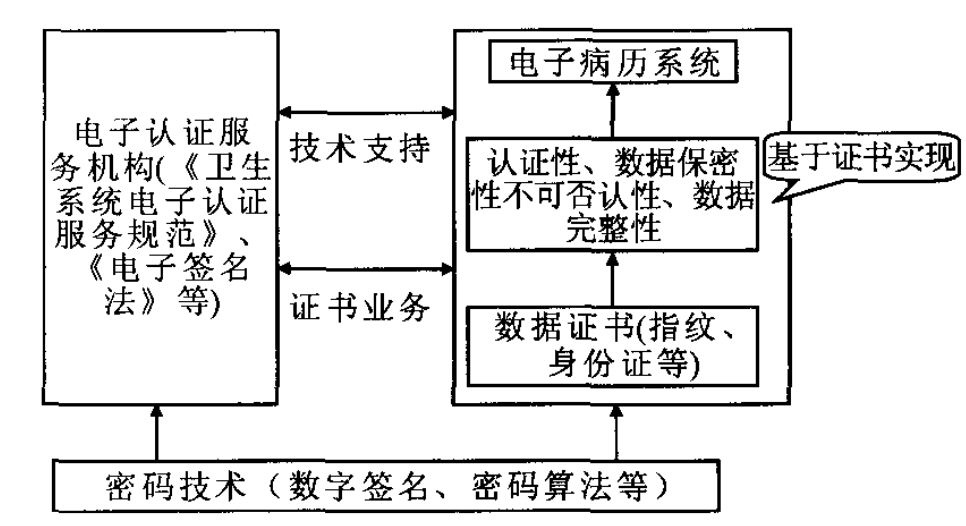 电子认证服
务机构(《卫生
系统电子认证
服务规范》、
《电子签名
法》等)
技术支持
证书业务
电子病历系统
认证性、数据保密
性不可否认性、数据
完整性
基于证书实现
数据证书(指纹、
身份证等)
密码技术（数字签名、密码算法等）